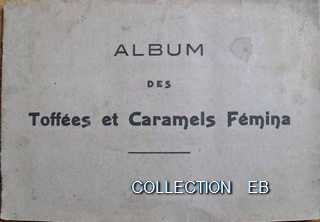 ALBUM
DES
Toffées et Caramels Fémina
COLLECTION EB